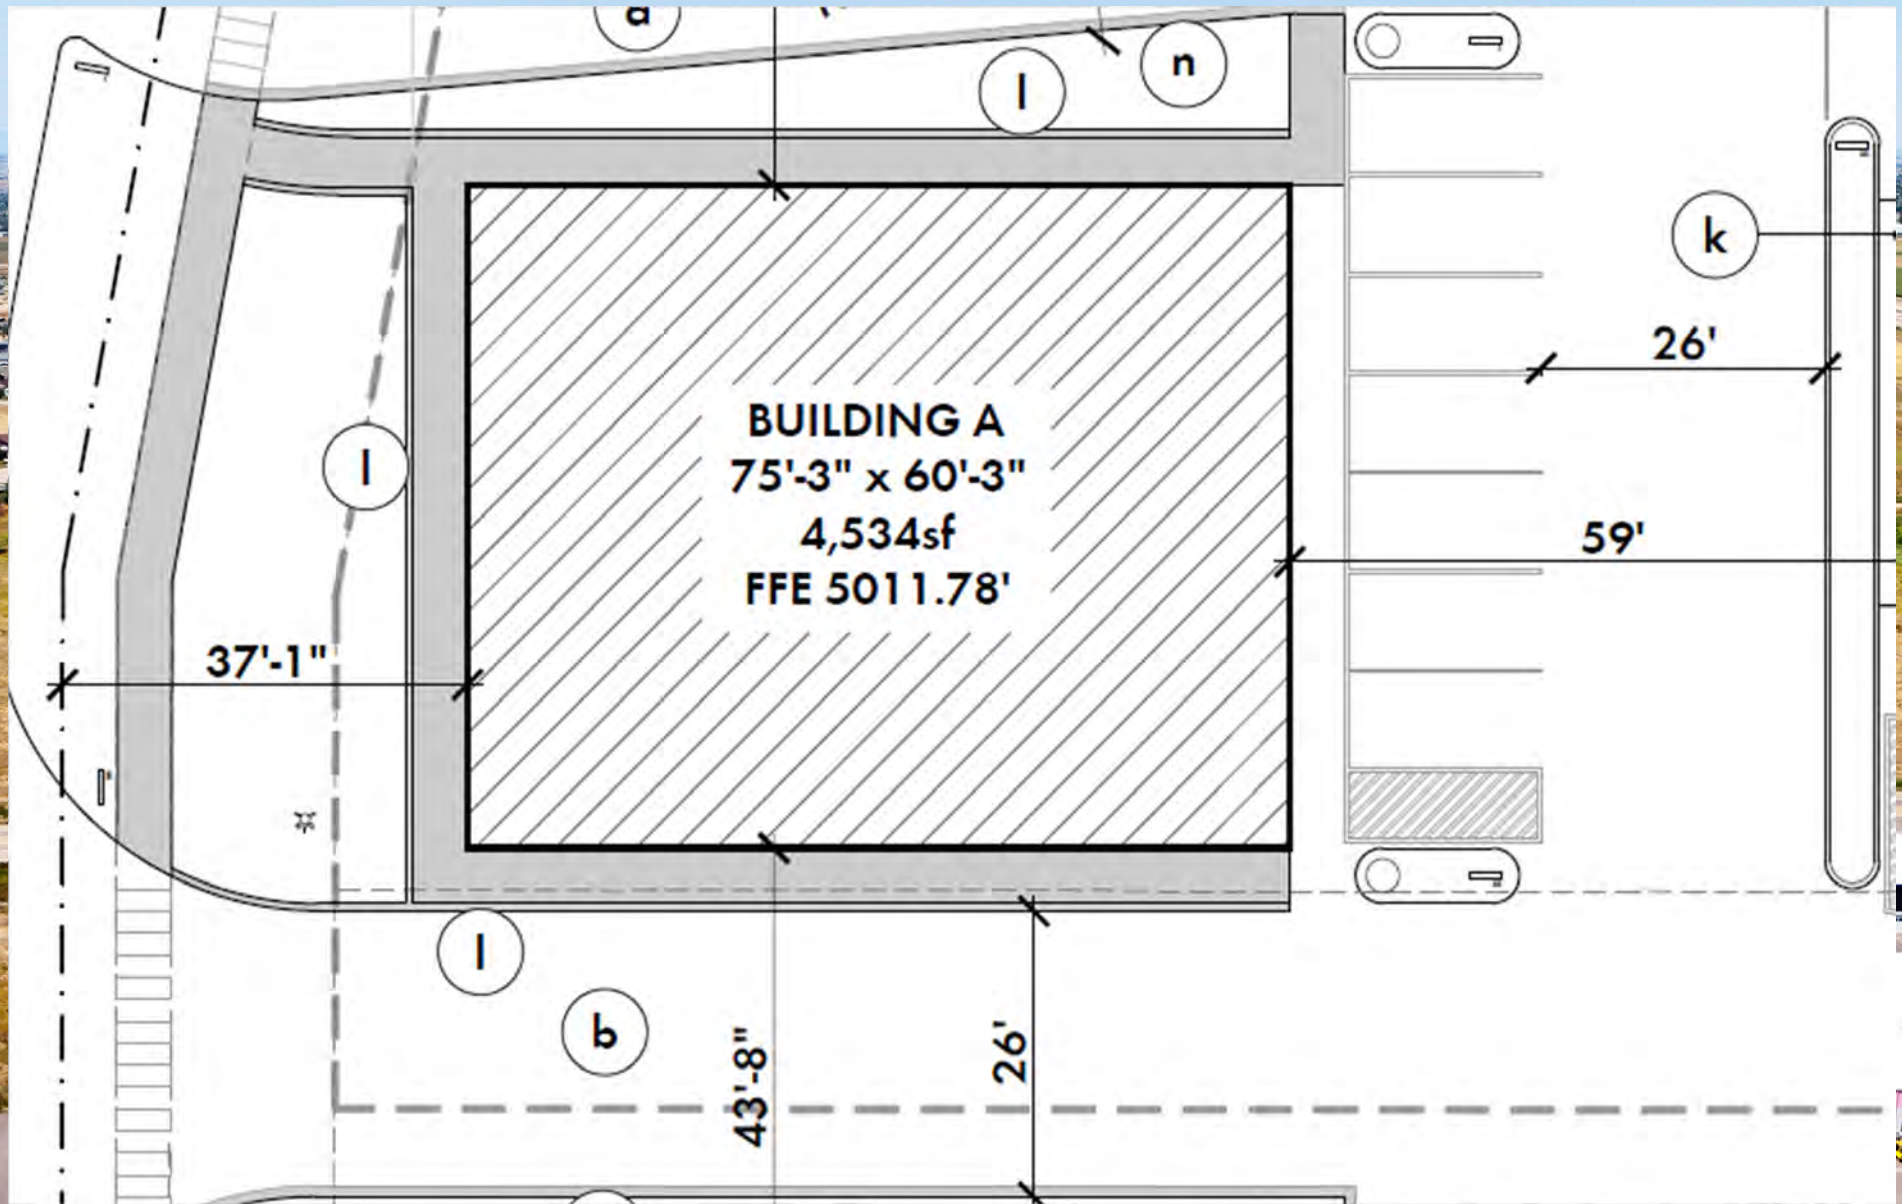 d
l
n
k
26'
BUILDING A
75'-3" x 60'-3"
4,534sf
FFE 5011.78'
l
59'
37'-1"
l
b
43'-8"
26'